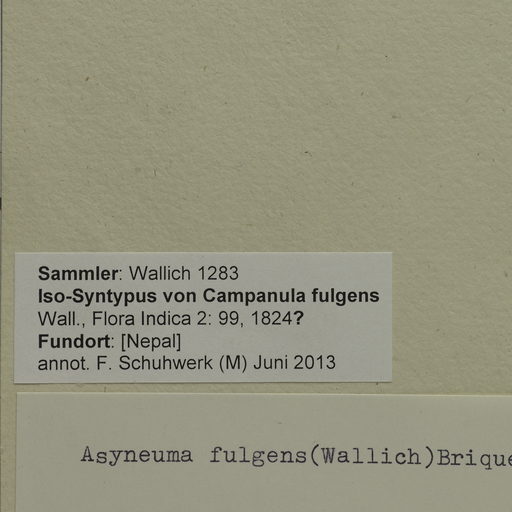 Sammler: Wallich 1283
Iso-Syntypus von Campanula fulgens
Wall., Flora Indica 2: 99, 1824?
Fundort: [Nepal]
annot. F. Schuhwerk (M) Juni 2013
Asyneuma fulgens(Wallich)Brique